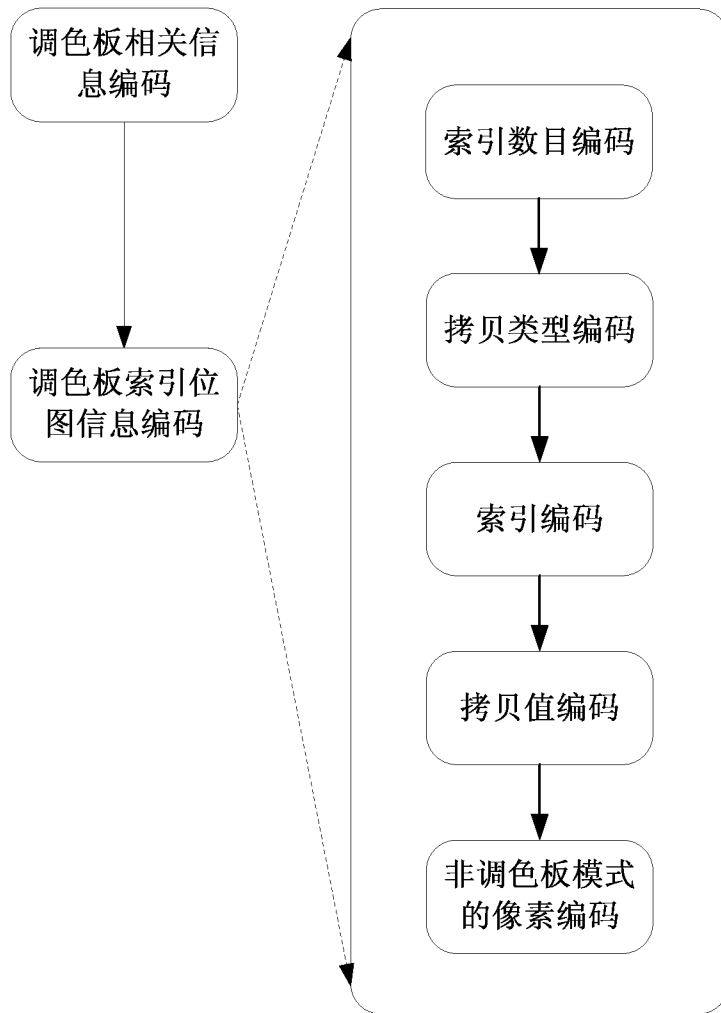 调色板相关信
息编码
调色板索引位
图信息编码
索引数目编码
拷贝类型编码
索引编码
拷贝值编码
非调色板模式
的像素编码